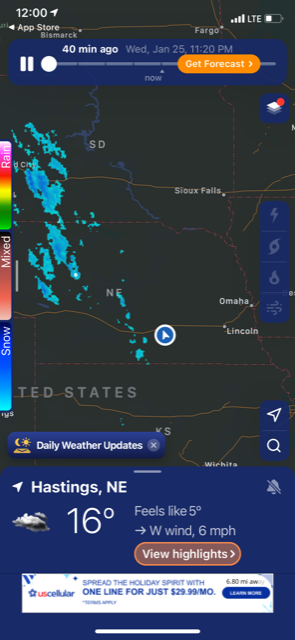 12:00
LTE
App Store
Bismarck
Fargo
40 min ago Wed, Jan 25, 11:20 PM
now
Get Forecast >
SD
Rain
Sioux Falls
Mixed
NE
Omaha
Lincoln
Snow
TED STATES
Daily Weather Updates
KS
Wichita
Hastings, NE
16°
Feels like 5°
→ W wind, 6 mph
View highlights >
uscellular
SPREAD THE HOLIDAY SPIRIT WITH
ONE LINE FOR JUST $29.99/MO.
*TERMS APPLY
6.80 mi away
LEARN MORE